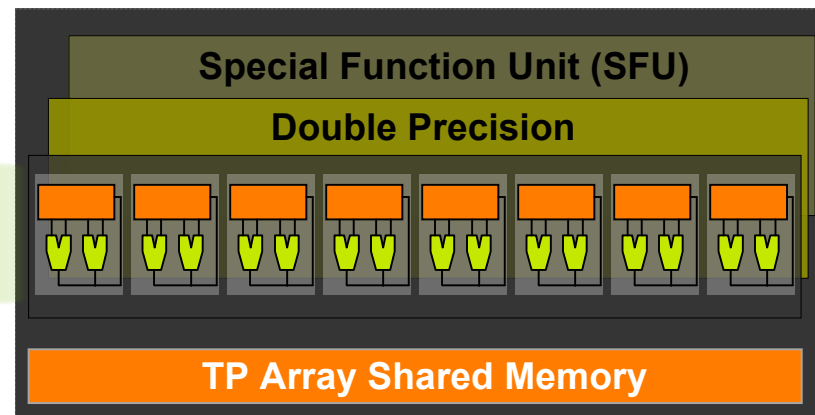 Special Function Unit (SFU)
Double Precision
TP Array Shared Memory